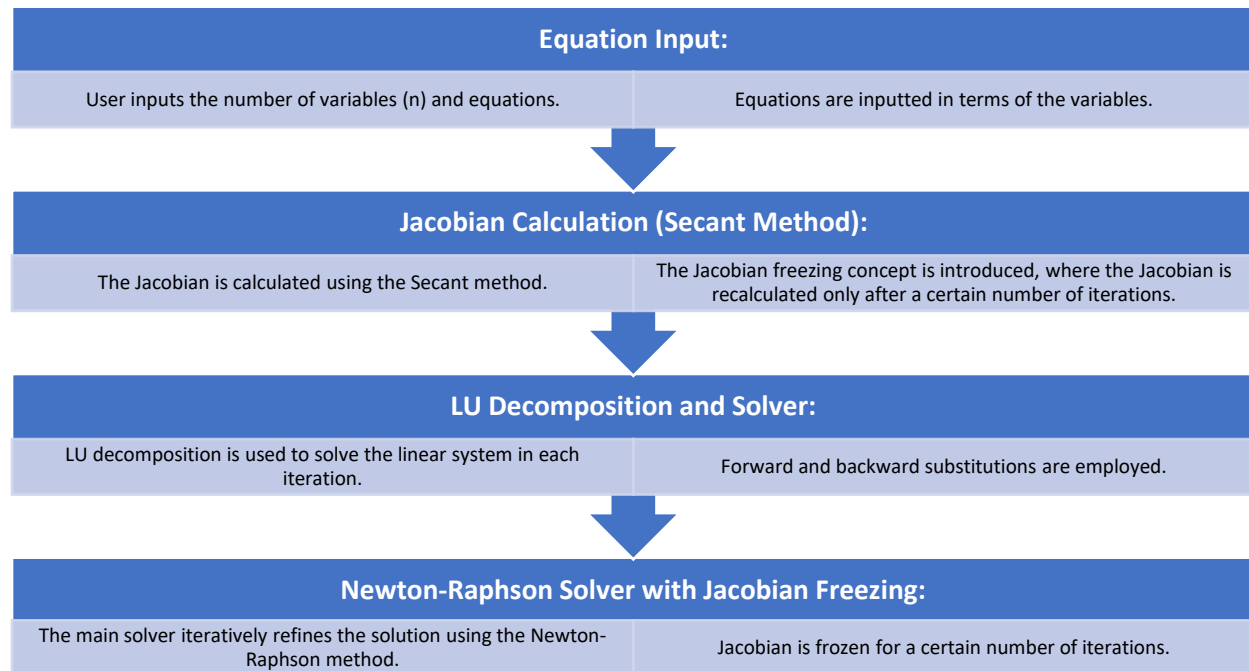 Equation Input:
User inputs the number of variables (n) and equations.
Equations are inputted in terms of the variables.
Jacobian Calculation (Secant Method):
The Jacobian is calculated using the Secant method.
The Jacobian freezing concept is introduced, where the Jacobian is
recalculated only after a certain number of iterations.
LU Decomposition and Solver:
LU decomposition is used to solve the linear system in each
iteration.
Forward and backward substitutions are employed.
Newton-Raphson Solver with Jacobian Freezing:
The main solver iteratively refines the solution using the Newton-
Raphson method.
Jacobian is frozen for a certain number of iterations.